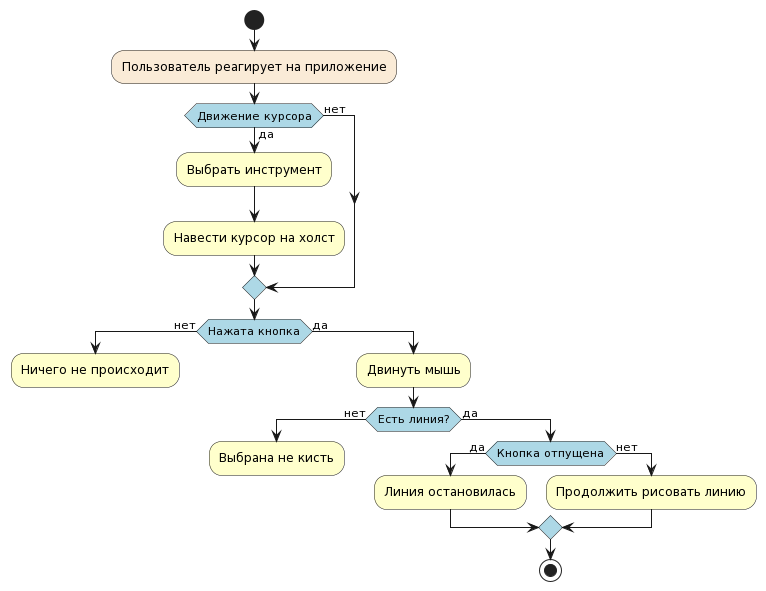 Пользователь реагирует на приложение
Движение курсора
нет
да
Выбрать инструмент
Навести курсор на холст
нет
Нажата кнопка
да
Ничего не происходит
Двинуть мышь
нет
Есть линия?
да
Выбрана не кисть
да
Кнопка отпущена
нет
Линия остановилась
Продолжить рисовать линию